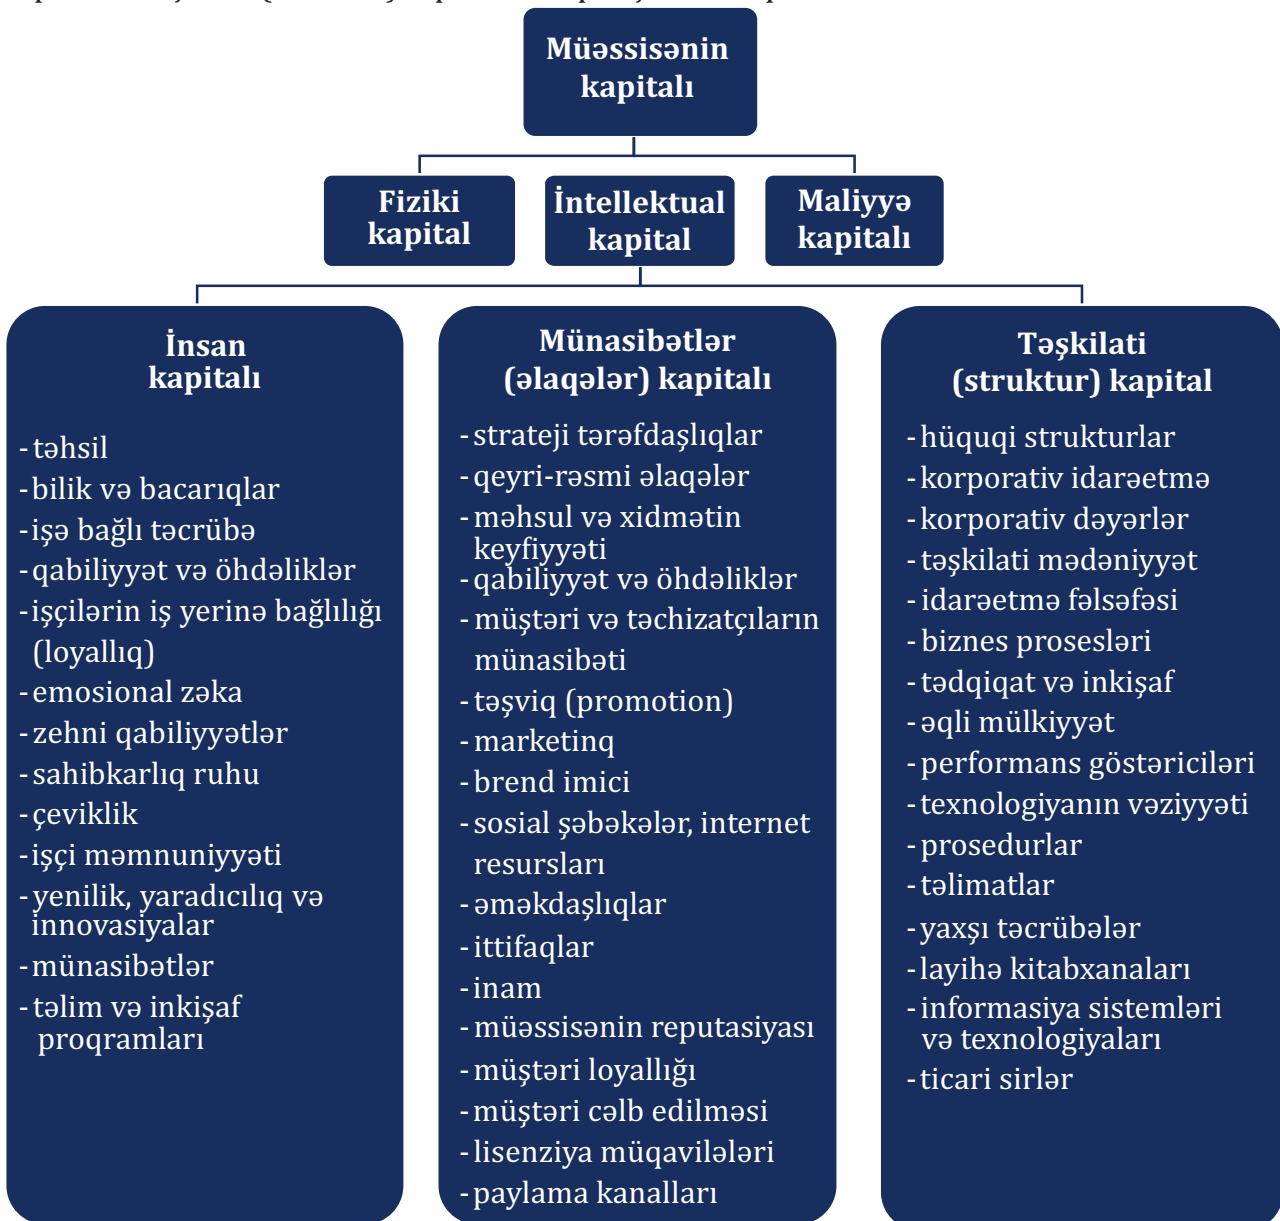 Müəssisənin
kapitalı
Fiziki
kapital
İntellektual
kapital
Maliyyə
kapitalı
İnsan
kapitalı
-təhsil
-bilik və bacarıqlar
-işə bağlı təcrübə
-qabiliyyət və öhdəliklər
-işçilərin iş yerinə bağlılığı
(loyallıq)
-emosional zəka
-zehni qabiliyyətlər
-sahibkarlıq ruhu
-çeviklik
-işçi məmnuniyyəti
-yenilik, yaradıcılıq və
innovasiyalar
-münasibətlər
-təlim və inkişaf
proqramları
Münasibətlər
(əlaqələr) kapitalı
-strateji tərəfdaşlıqlar
-qeyri-rəsmi əlaqələr
-məhsul və xidmətin
keyfiyyəti
-qabiliyyət və öhdəliklər
-müştəri və təchizatçıların
münasibəti
-təşviq (promotion)
-marketinq
-brend imici
-sosial şəbəkələr, internet
resursları
-əməkdaşlıqlar
-ittifaqlar
-inam
-müəssisənin reputasiyası
-müştəri loyallığı
-müştəri cəlb edilməsi
-lisenziya müqavilələri
-paylama kanalları
Təşkilati
(struktur) kapital
-hüquqi strukturlar
-korporativ idarəetmə
-korporativ dəyərlər
-təşkilati mədəniyyət
-idarəetmə fəlsəfəsi
-biznes prosesləri
-tədqiqat və inkişaf
-əqli mülkiyyət
-performans göstəriciləri
-texnologiyanın vəziyyəti
-prosedurlar
-təlimatlar
-yaxşı təcrübələr
-layihə kitabxanaları
-informasiya sistemləri
və texnologiyaları
-ticari sirlər